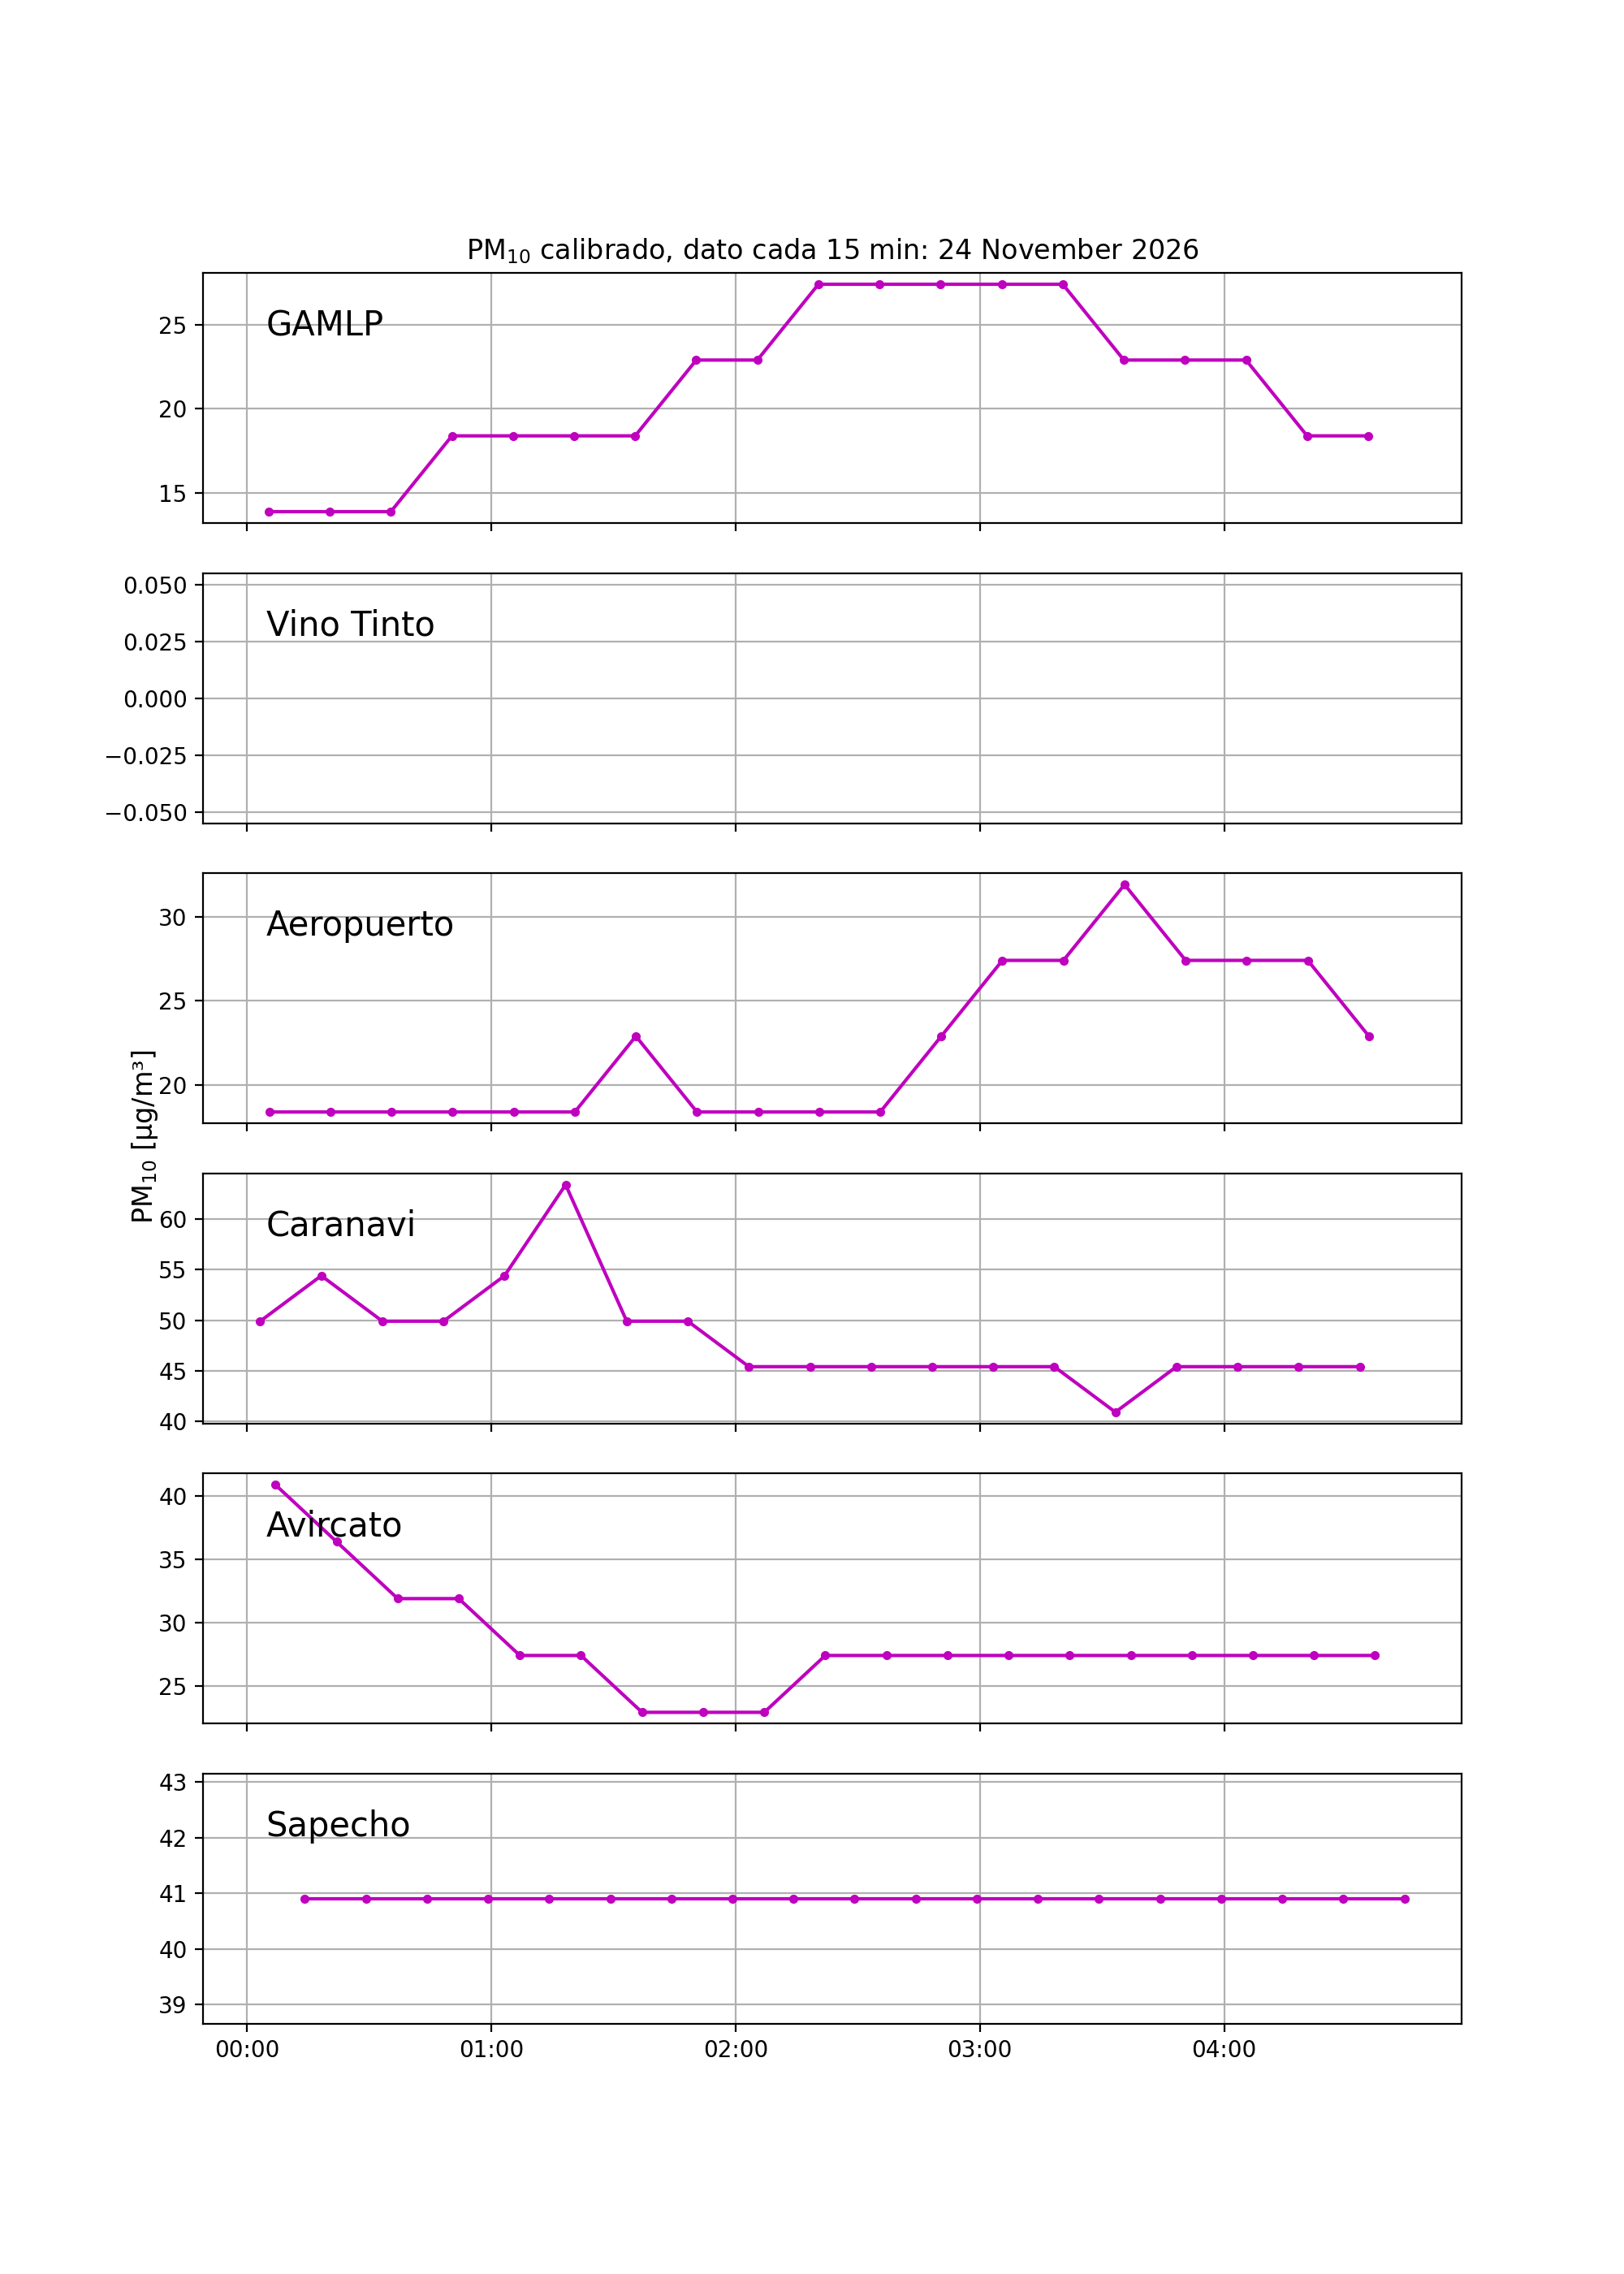 PM₁₀ calibrado, dato cada 15 min: 24 November 2026
GAMLP
25
20
15
Vino Tinto
0.050
0.025
0.000
−0.025
−0.050
Aeropuerto
30
25
20
PM₁₀ [µg/m³]
Caranavi
60
55
50
45
40
Avircato
40
35
30
25
Sapecho
43
42
41
40
39
00:00 01:00 02:00 03:00 04:00